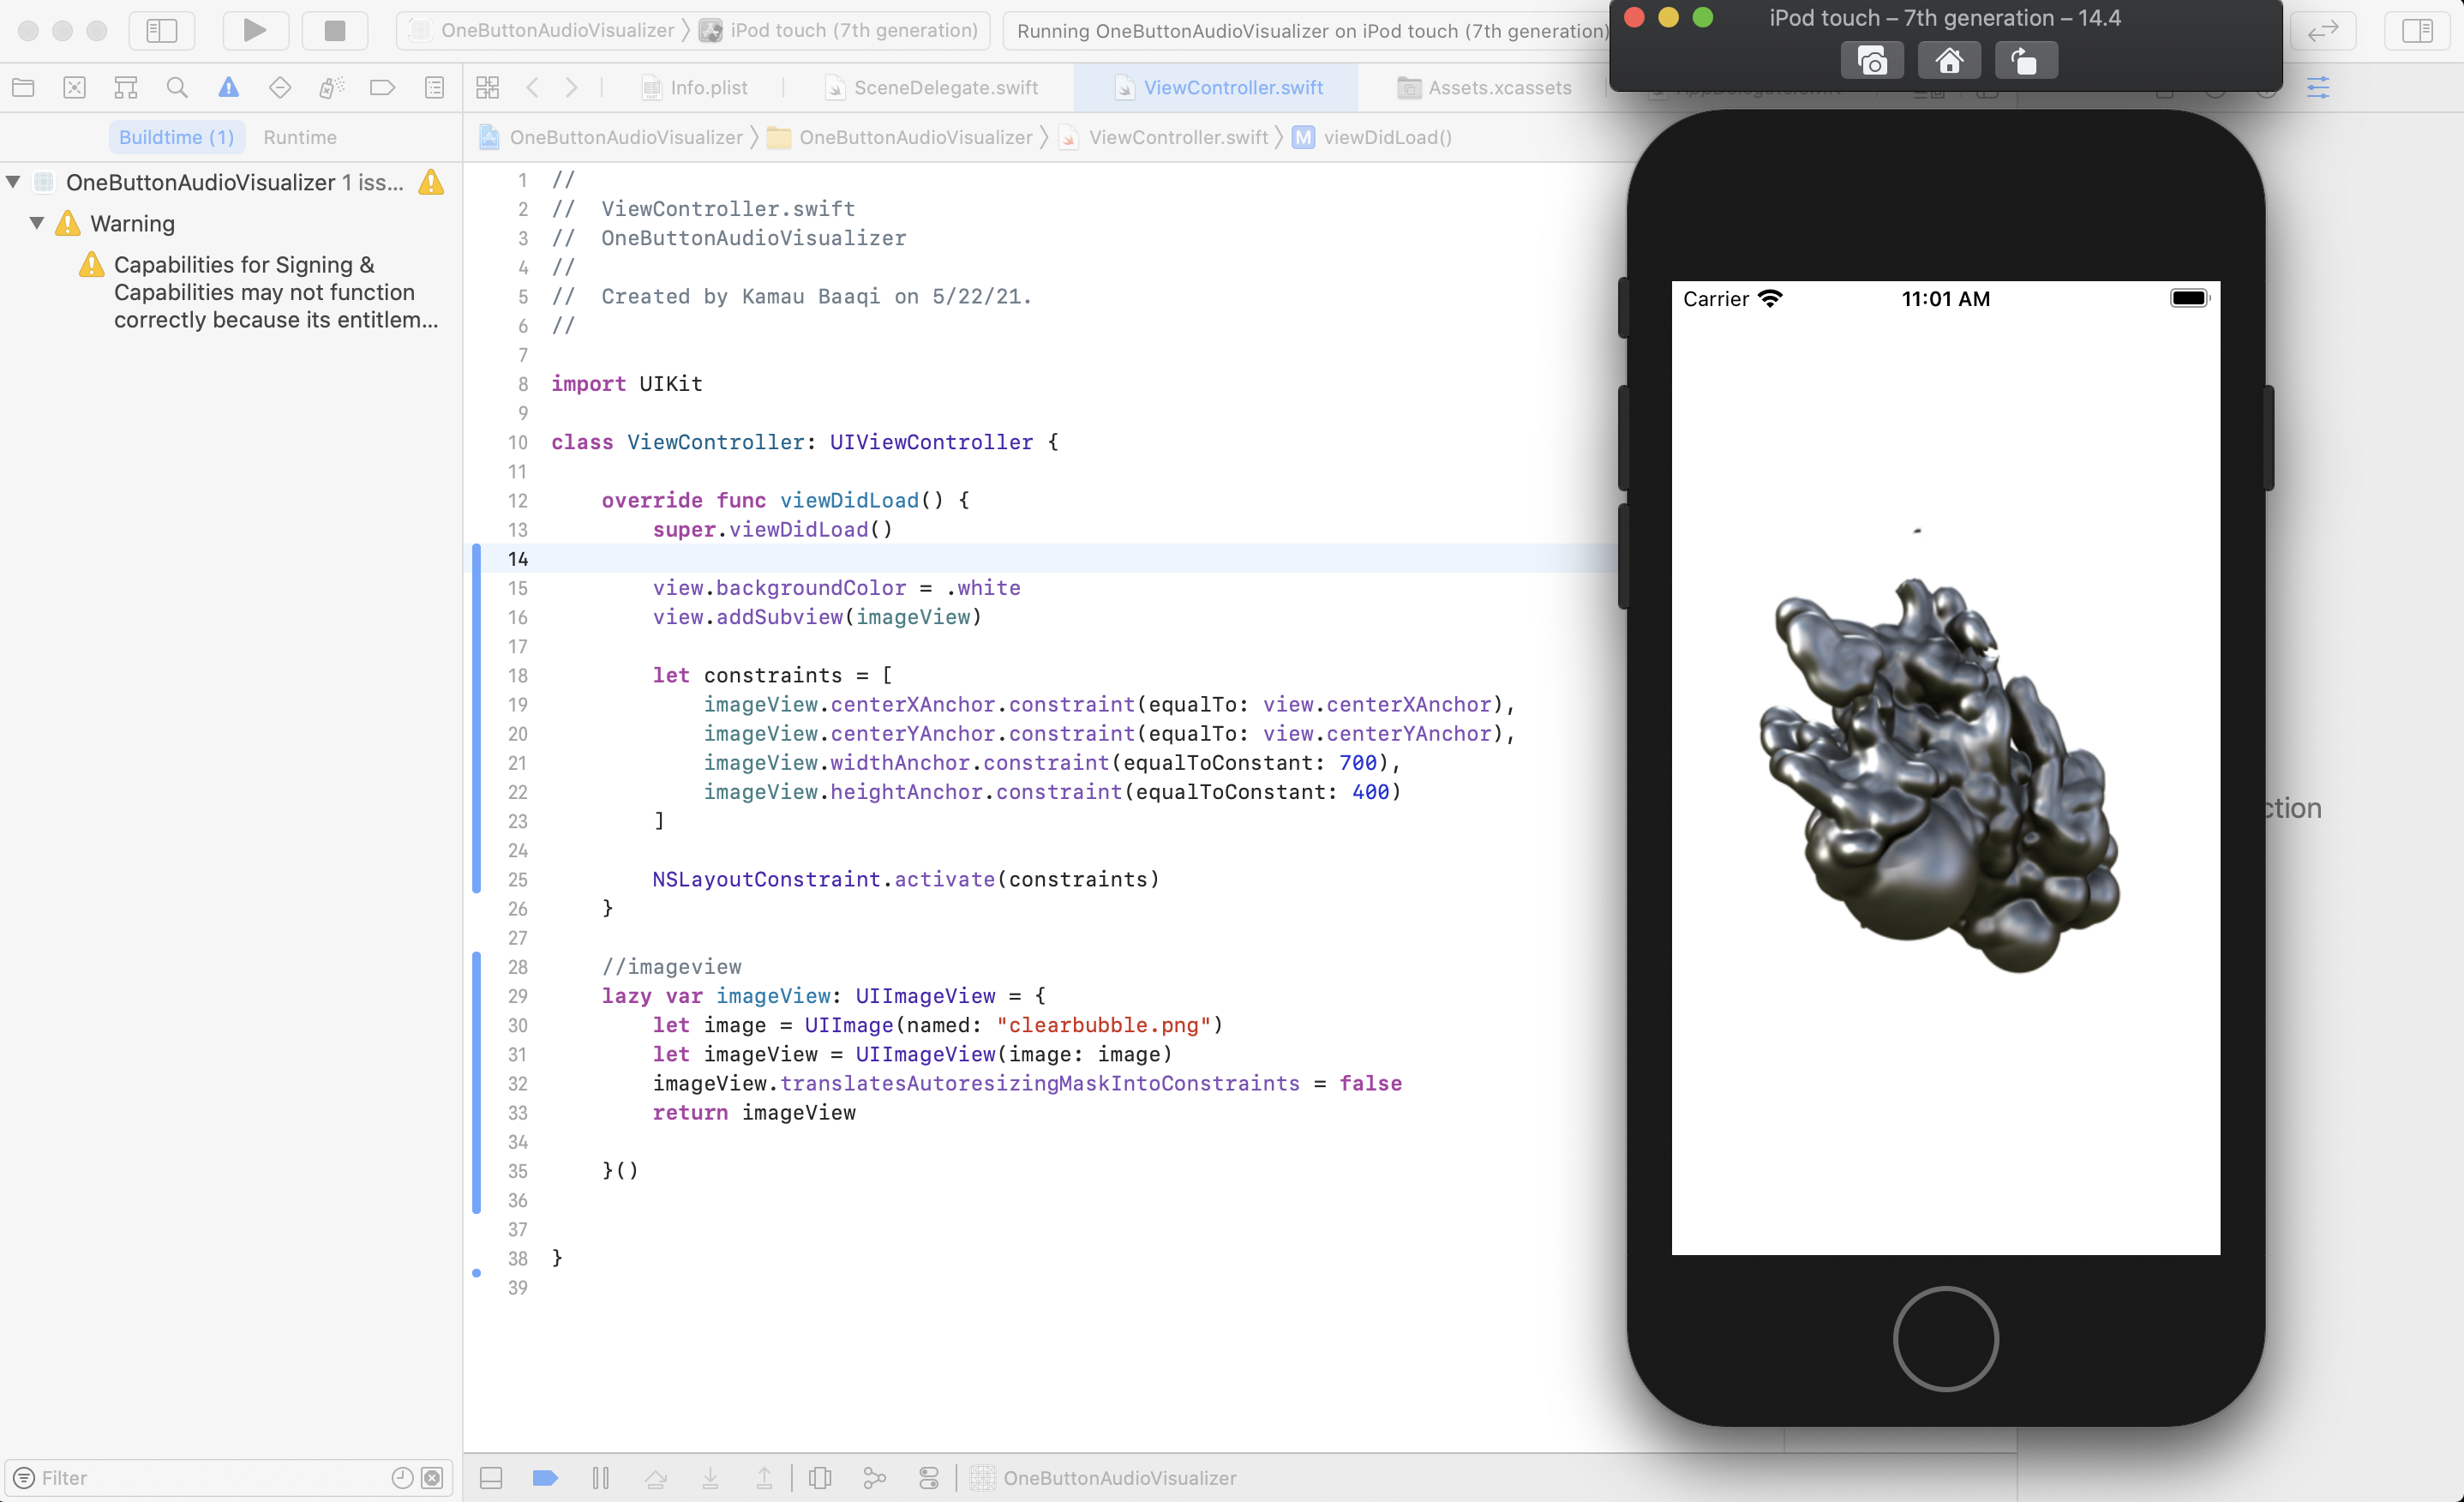 OneButtonAudioVisualizer iPod touch (7th generation)
Running OneButtonAudioVisualizer on iPod touch (7th generation)
iPod touch – 7th generation – 14.4
Info.plist SceneDelegate.swift ViewController.swift Assets.xcassets AppDelegate.swift
Buildtime (1) Runtime
OneButtonAudioVisualizer OneButtonAudioVisualizer ViewController.swift M viewDidLoad()
OneButtonAudioVisualizer 1 iss...
Warning
Capabilities for Signing &
Capabilities may not function
correctly because its entitlem...
1 //
2 //  ViewController.swift
3 //  OneButtonAudioVisualizer
4 //
5 //  Created by Kamau Baaqi on 5/22/21.
6 //
7
8 import UIKit
9
10 class ViewController: UIViewController {
11
12     override func viewDidLoad() {
13         super.viewDidLoad()
14
15         view.backgroundColor = .white
16         view.addSubview(imageView)
17
18         let constraints = [
19             imageView.centerXAnchor.constraint(equalTo: view.centerXAnchor),
20             imageView.centerYAnchor.constraint(equalTo: view.centerYAnchor),
21             imageView.widthAnchor.constraint(equalToConstant: 700),
22             imageView.heightAnchor.constraint(equalToConstant: 400)
23         ]
24
25         NSLayoutConstraint.activate(constraints)
26     }
27
28     //imageview
29     lazy var imageView: UIImageView = {
30         let image = UIImage(named: "clearbubble.png")
31         let imageView = UIImageView(image: image)
32         imageView.translatesAutoresizingMaskIntoConstraints = false
33         return imageView
34
35     }()
36
37
38 }
39
Carrier 11:01 AM
ction
Filter
OneButtonAudioVisualizer